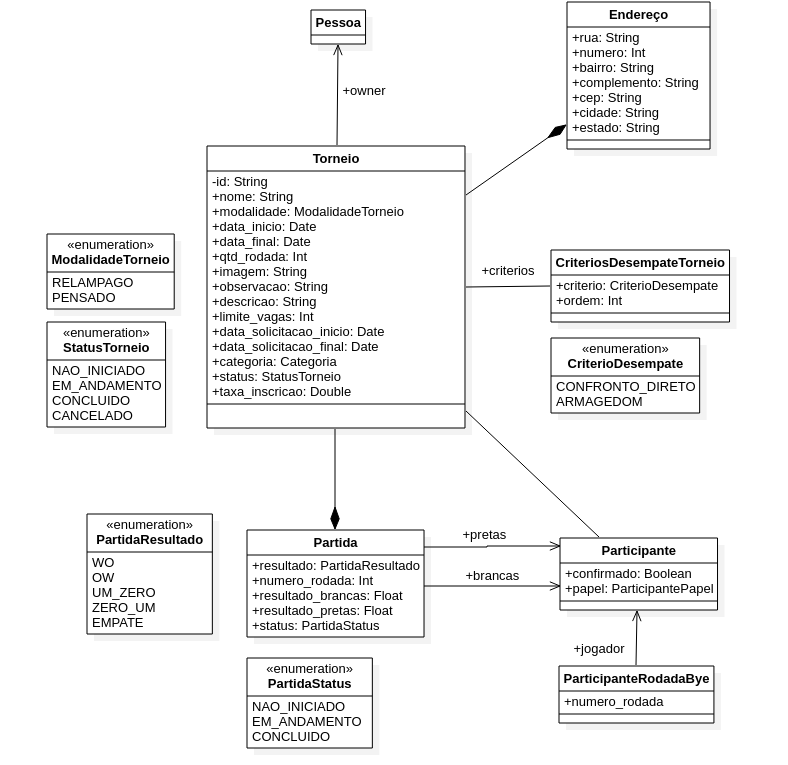 Pessoa
+owner
Endereço
+rua: String
+numero: Int
+bairro: String
+complemento: String
+cep: String
+cidade: String
+estado: String
Torneio
-id: String
+nome: String
+modalidade: ModalidadeTorneio
+data_inicio: Date
+data_final: Date
+qtd_rodada: Int
+imagem: String
+observacao: String
+descricao: String
+limite_vagas: Int
+data_solicitacao_inicio: Date
+data_solicitacao_final: Date
+categoria: Categoria
+status: StatusTorneio
+taxa_inscricao: Double
«enumeration»
ModalidadeTorneio
RELAMPAGO
PENSADO
«enumeration»
StatusTorneio
NAO_INICIADO
EM_ANDAMENTO
CONCLUIDO
CANCELADO
+criterios
CriteriosDesempateTorneio
+criterio: CriterioDesempate
+ordem: Int
«enumeration»
CriterioDesempate
CONFRONTO_DIRETO
ARMAGEDOM
«enumeration»
PartidaResultado
WO
OW
UM_ZERO
ZERO_UM
EMPATE
Partida
+resultado: PartidaResultado
+numero_rodada: Int
+resultado_brancas: Float
+resultado_pretas: Float
+status: PartidaStatus
+pretas
+brancas
Participante
+confirmado: Boolean
+papel: ParticipantePapel
+jogador
ParticipanteRodadaBye
+numero_rodada
«enumeration»
PartidaStatus
NAO_INICIADO
EM_ANDAMENTO
CONCLUIDO